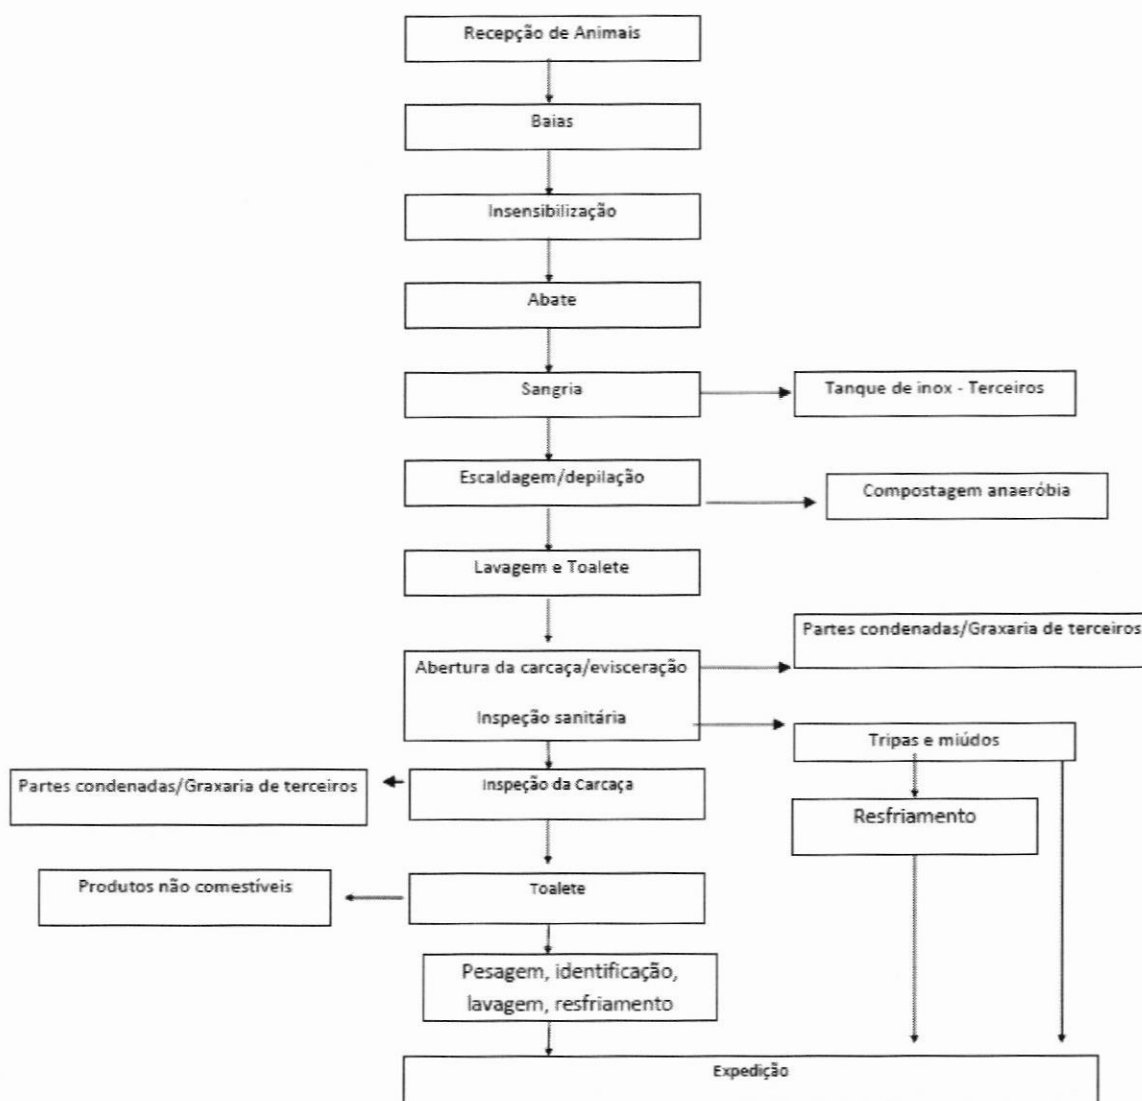 Recepção de Animais
Baias
Insensibilização
Abate
Sangria
Tanque de inox - Terceiros
Escaldagem/depilação
Compostagem anaeróbia
Lavagem e Toalete
Partes condenadas/Graxaria de terceiros
Abertura da carcaça/evisceração
Inspeção sanitária
Tripas e miúdos
Partes condenadas/Graxaria de terceiros
Inspeção da Carcaça
Resfriamento
Produtos não comestíveis
Toalete
Pesagem, identificação,
lavagem, resfriamento
Expedição